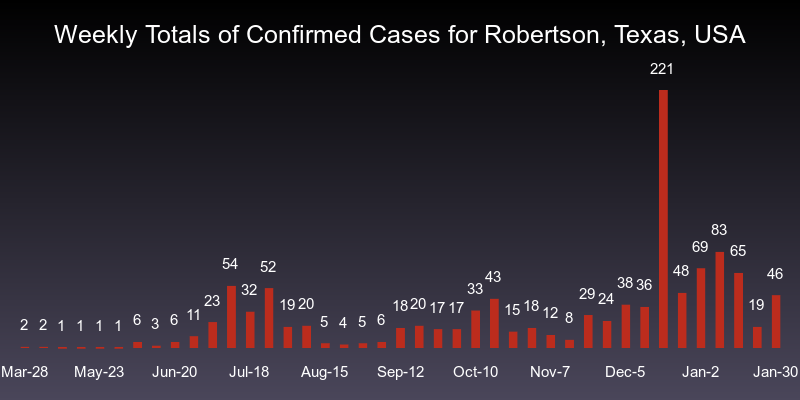 Weekly Totals of Confirmed Cases for Robertson, Texas, USA
2 2 1 1 1 1 6 3 6 11 23 54 32 52 19 20 5 4 5 6 18 20 17 17 33 43 15 18 12 8 29 24 38 36 221 48 69 83 65 19 46
Mar-28 May-23 Jun-20 Jul-18 Aug-15 Sep-12 Oct-10 Nov-7 Dec-5 Jan-2 Jan-30